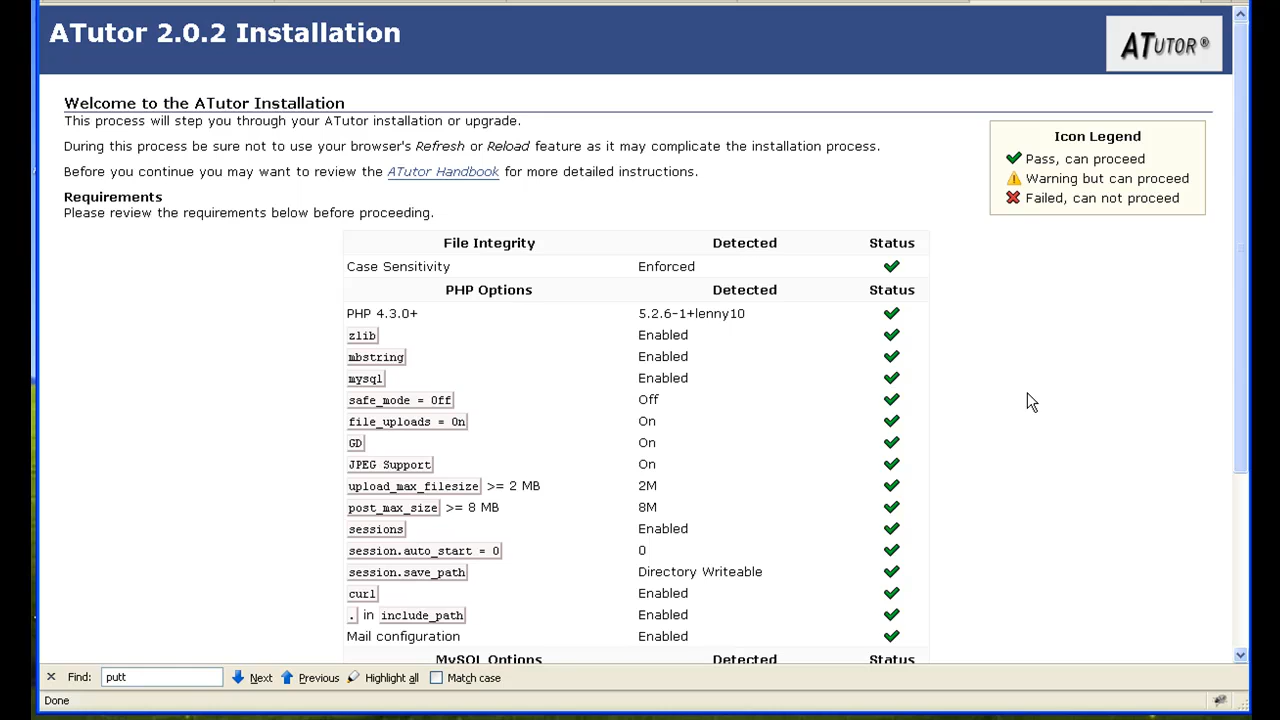 ATutor 2.0.2 Installation
ATUTOR®
Welcome to the ATutor Installation
This process will step you through your ATutor installation or upgrade.
During this process be sure not to use your browser's Refresh or Reload feature as it may complicate the installation process.
Before you continue you may want to review the ATutor Handbook for more detailed instructions.
Icon Legend
Pass, can proceed
Warning but can proceed
Failed, can not proceed
Requirements
Please review the requirements below before proceeding.
File Integrity Detected Status
Case Sensitivity Enforced
PHP Options Detected Status
PHP 4.3.0+ 5.2.6-1+lenny10
zlib Enabled
mbstring Enabled
mysql Enabled
safe_mode = Off Off
file_uploads = On On
GD On
JPEG Support On
upload_max_filesize >= 2 MB 2M
post_max_size >= 8 MB 8M
sessions Enabled
session.auto_start = 0 0
session.save_path Directory Writeable
curl Enabled
. in include_path Enabled
Mail configuration Enabled
MySQL Options Detected Status
Find: putt Next Previous Highlight all Match case
Done